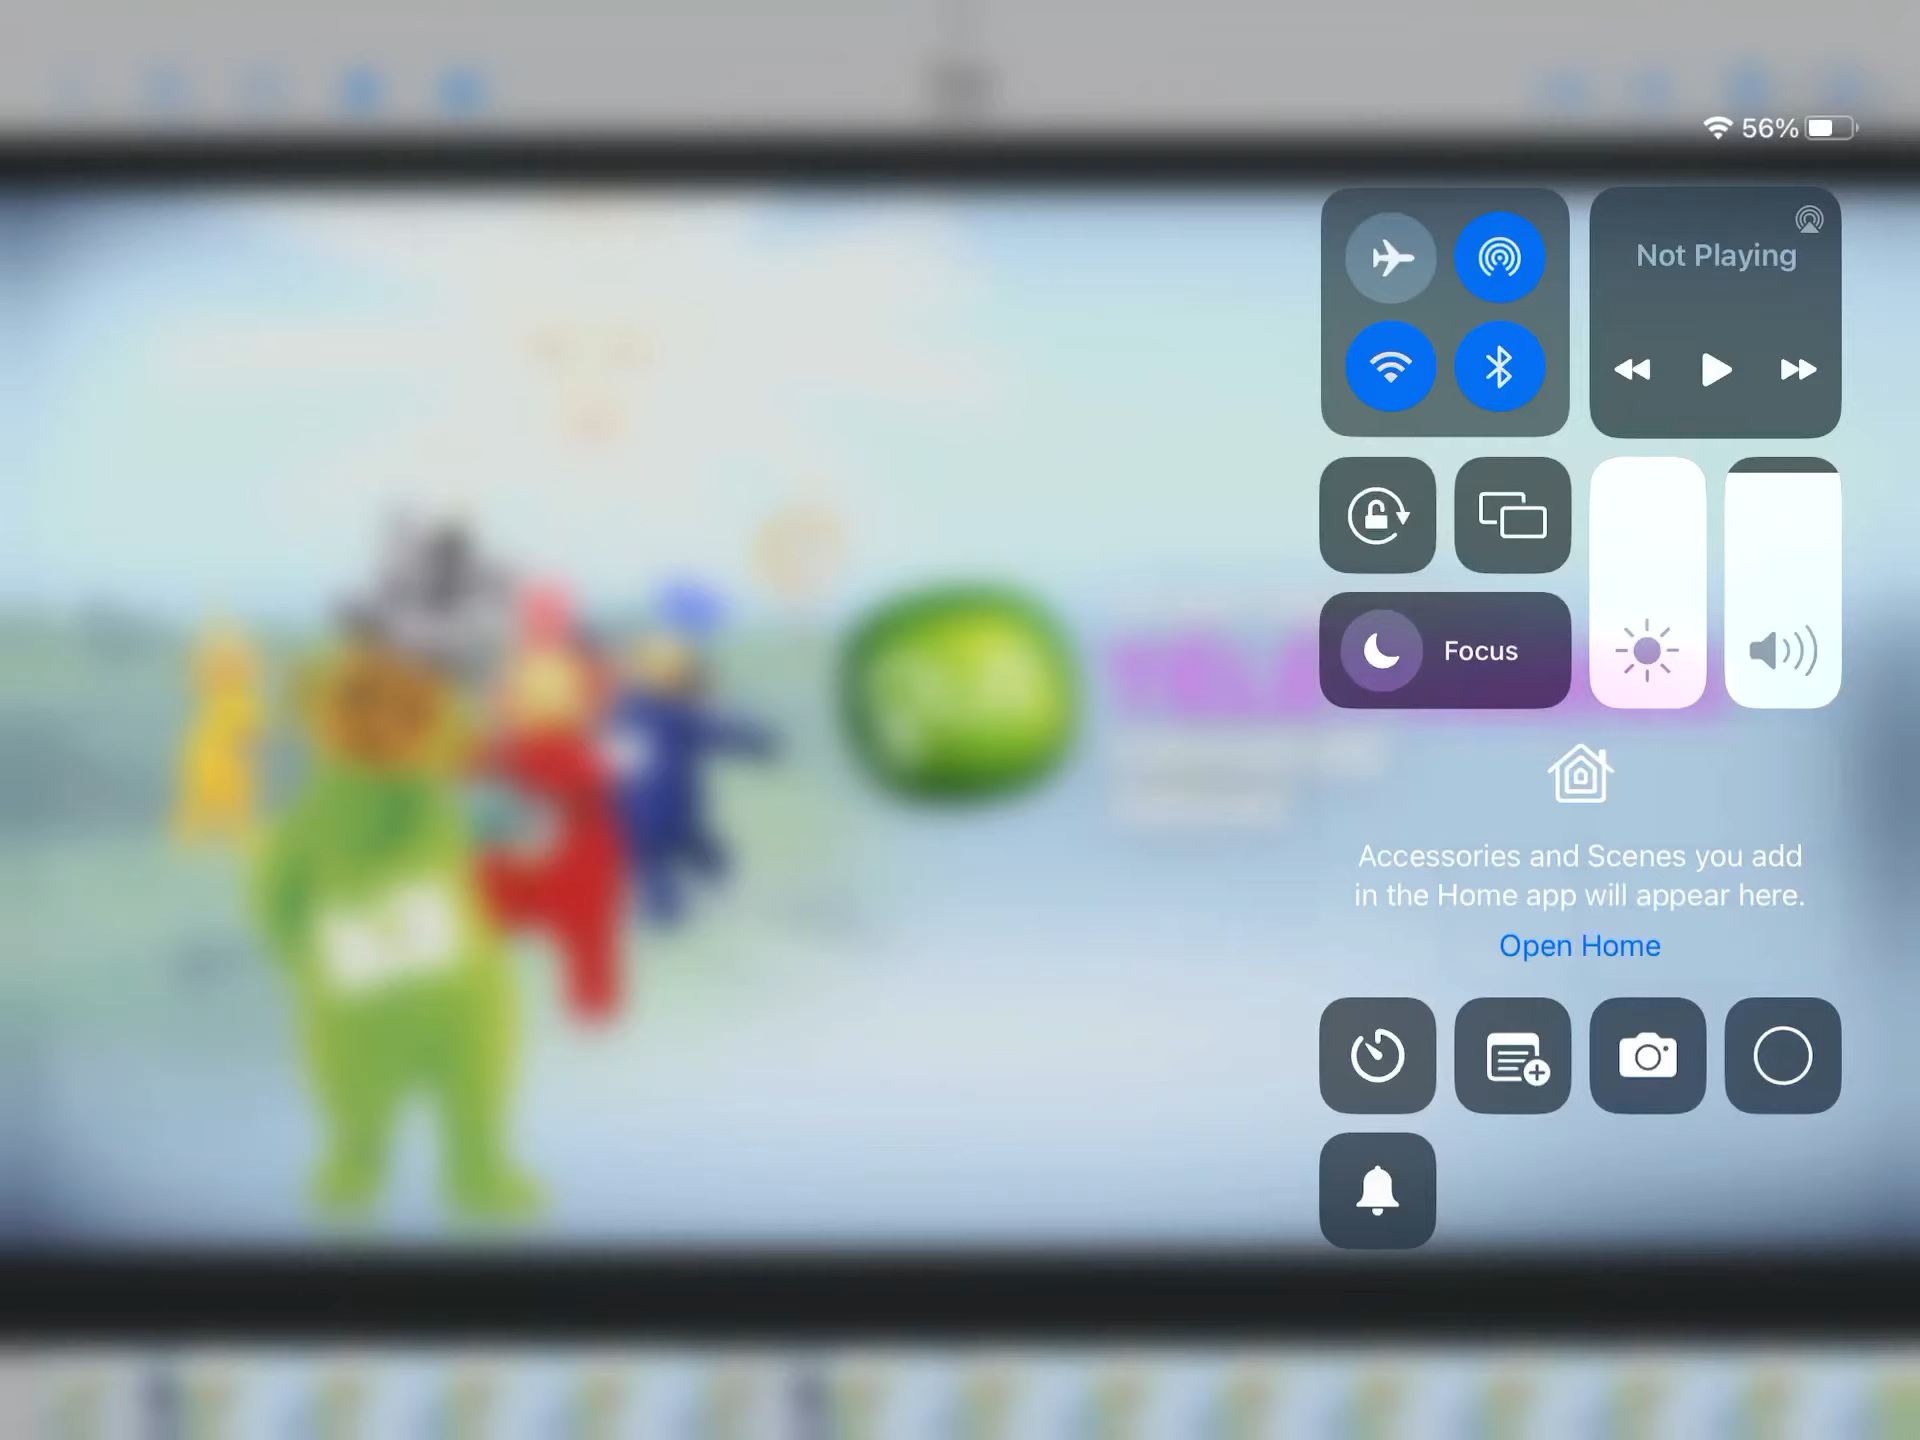 56%
Not Playing
Focus
Accessories and Scenes you add
in the Home app will appear here.
Open Home